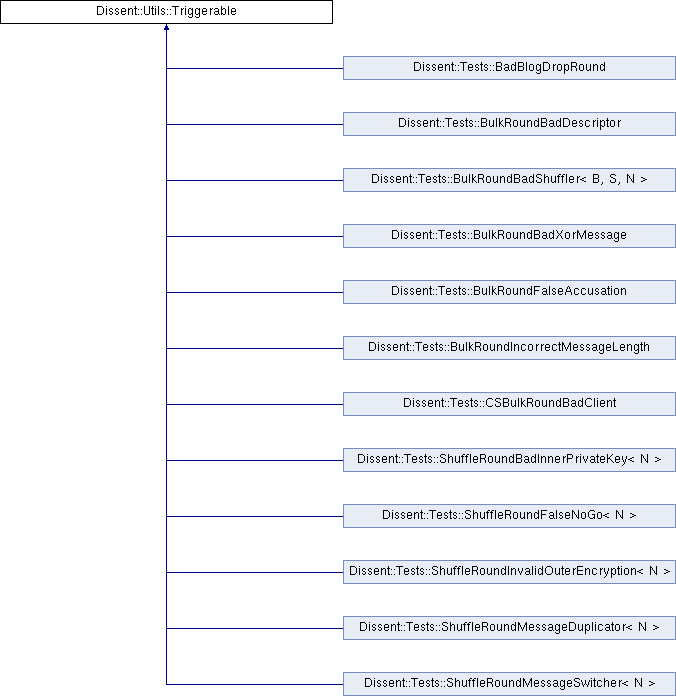 Dissent::Utils::Triggerable
Dissent::Tests::BadBlogDropRound
Dissent::Tests::BulkRoundBadDescriptor
Dissent::Tests::BulkRoundBadShuffler< B, S, N >
Dissent::Tests::BulkRoundBadXorMessage
Dissent::Tests::BulkRoundFalseAccusation
Dissent::Tests::BulkRoundIncorrectMessageLength
Dissent::Tests::CSBulkRoundBadClient
Dissent::Tests::ShuffleRoundBadInnerPrivateKey< N >
Dissent::Tests::ShuffleRoundFalseNoGo< N >
Dissent::Tests::ShuffleRoundInvalidOuterEncryption< N >
Dissent::Tests::ShuffleRoundMessageDuplicator< N >
Dissent::Tests::ShuffleRoundMessageSwitcher< N >